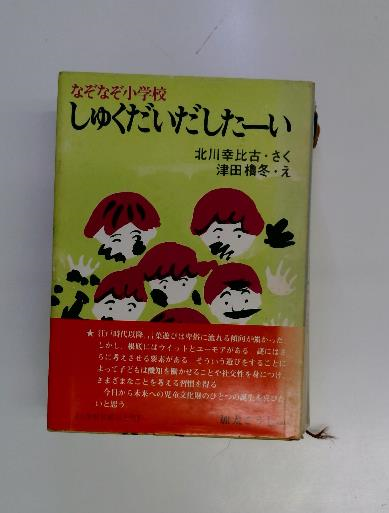 なぞなぞ小学校
しゅくだいだしたーい
北川幸比古・さく
津田櫓冬・え
★ 江戸時代以降、言葉遊びは卑俗に流れる傾向が強かった
しかし、根底にはウイットとユーモアがある 謎にはさ
らに考えさせる要素がある。そういう遊びをすることに
よって子どもは機知を働かせることや社交性を身につけ
さまざまなことを考える習慣を得る
今日から未来への児童文化財のひとつの誕生を喜びた
いと思う
加太こうじ